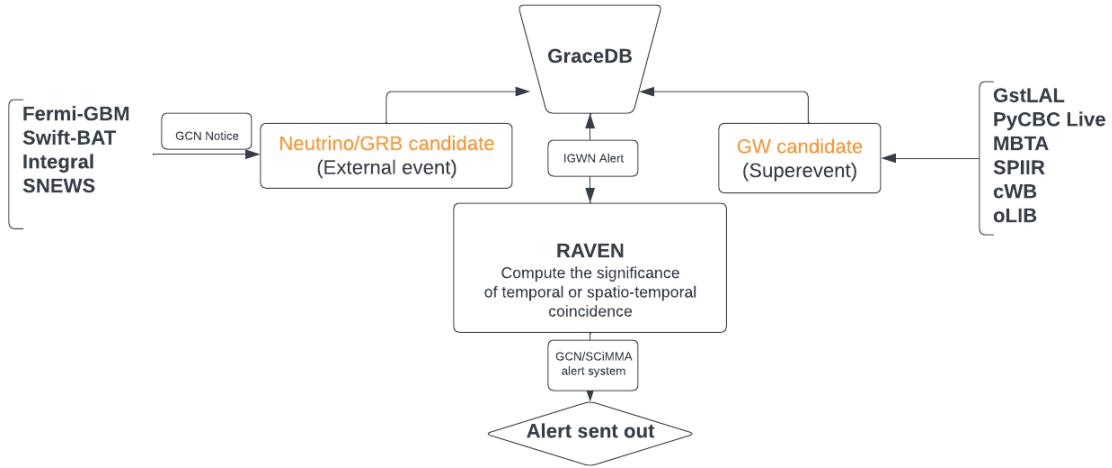 GraceDB
Fermi-GBM
Swift-BAT
Integral
SNEWS
GCN Notice
Neutrino/GRB candidate
(External event)
IGWN Alert
GW candidate
(Superevent)
GstLAL
PyCBC Live
MBTA
SPIIR
cWB
oLIB
RAVEN
Compute the significance
of temporal or spatio-temporal
coincidence
GCN/SCiMMA
alert system
Alert sent out